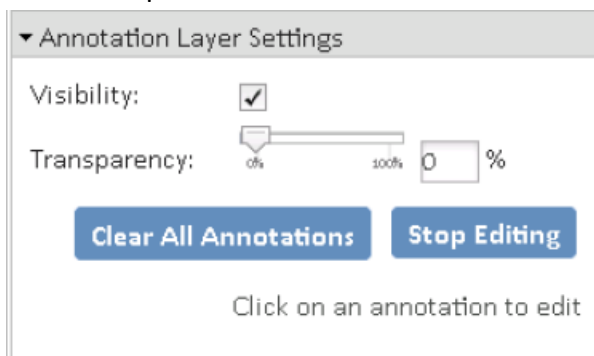 Annotation Layer Settings
Visibility:
Transparency: 0% 100% 0 %
Clear All Annotations Stop Editing
Click on an annotation to edit